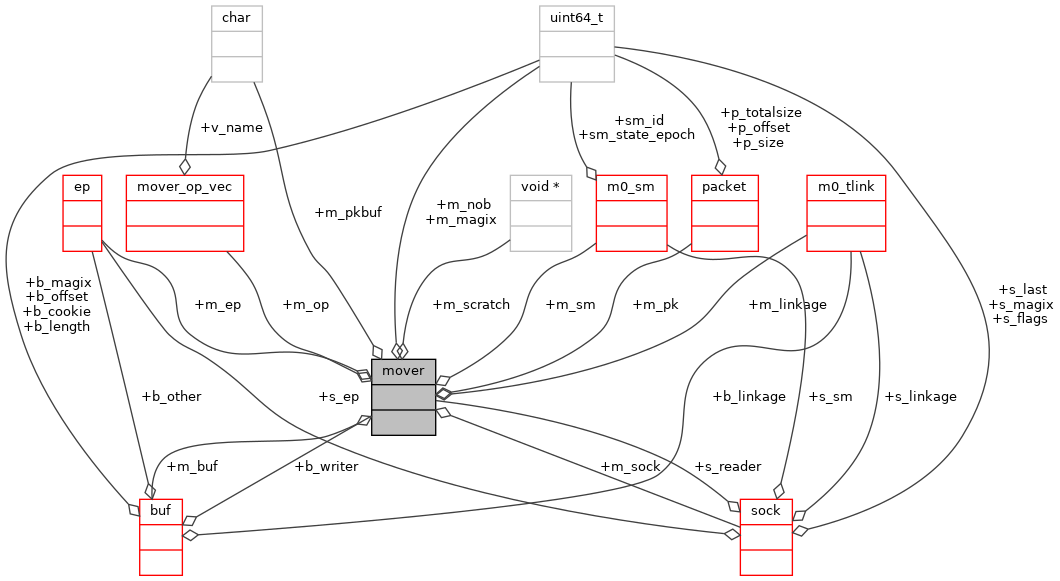 char
uint64_t
+v_name
+p_totalsize
+p_offset
+p_size
+sm_id
+sm_state_epoch
ep
mover_op_vec
void *
m0_sm
packet
m0_tlink
+m_pkbuf
+m_nob
+m_magix
+b_magix
+b_offset
+b_cookie
+b_length
+m_ep
+m_op
+m_scratch
+m_sm
+m_pk
+m_linkage
+s_last
+s_magix
+s_flags
mover
+b_other
+s_ep
+b_linkage
+s_sm
+s_linkage
+m_buf
+b_writer
+m_sock
+s_reader
buf
sock